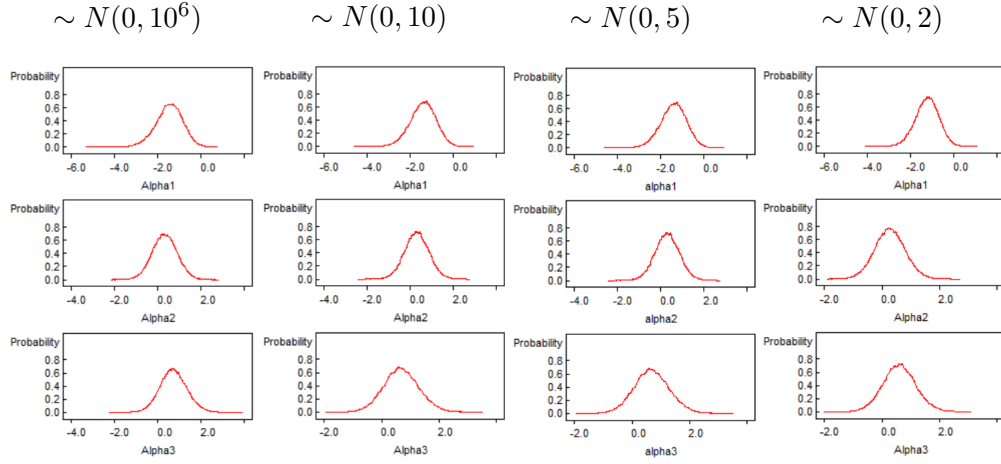 ∼ N(0, 10⁶) ∼ N(0, 10) ∼ N(0, 5) ∼ N(0, 2)
Probability Probability Probability Probability
0.8 0.8 0.8 0.8
0.6 0.6 0.6 0.6
0.4 0.4 0.4 0.4
0.2 0.2 0.2 0.2
0.0 0.0 0.0 0.0
-6.0 -4.0 -2.0 0.0 -6.0 -4.0 -2.0 0.0 -6.0 -4.0 -2.0 0.0 -6.0 -4.0 -2.0 0.0
Alpha1 Alpha1 alpha1 Alpha1
Probability Probability Probability Probability
0.8 0.8 0.8 0.8
0.6 0.6 0.6 0.6
0.4 0.4 0.4 0.4
0.2 0.2 0.2 0.2
0.0 0.0 0.0 0.0
-4.0 -2.0 0.0 2.0 -4.0 -2.0 0.0 2.0 -4.0 -2.0 0.0 2.0 -2.0 0.0 2.0
Alpha2 Alpha2 alpha2 Alpha2
Probability Probability Probability Probability
0.8 0.8 0.8 0.8
0.6 0.6 0.6 0.6
0.4 0.4 0.4 0.4
0.2 0.2 0.2 0.2
0.0 0.0 0.0 0.0
-4.0 -2.0 0.0 2.0 -2.0 0.0 2.0 -2.0 0.0 2.0 -2.0 0.0 2.0
Alpha3 Alpha3 alpha3 Alpha3